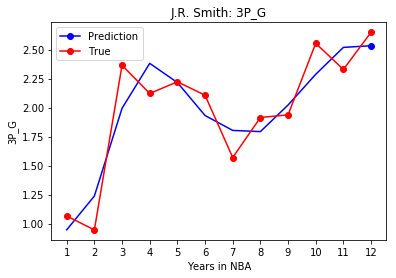 J.R. Smith: 3P_G
Prediction
True
3P_G
2.50
2.25
2.00
1.75
1.50
1.25
1.00
1 2 3 4 5 6 7 8 9 10 11 12
Years in NBA